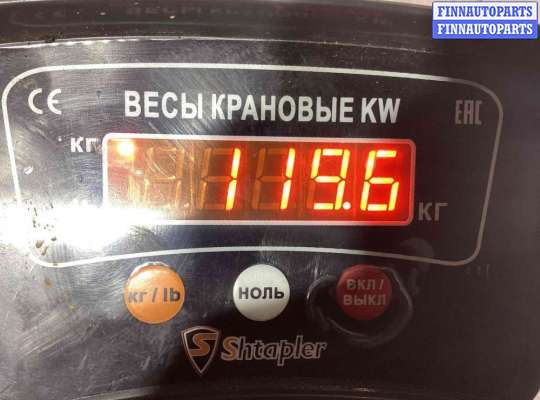 FINNAUTOPARTS
FINNAUTOPARTS
CE
ВЕСЫ КРАНОВЫЕ KW
EAC
кг
119.6
кг
кг / lb
НОЛЬ
ВКЛ /
ВЫКЛ
S Shtapler